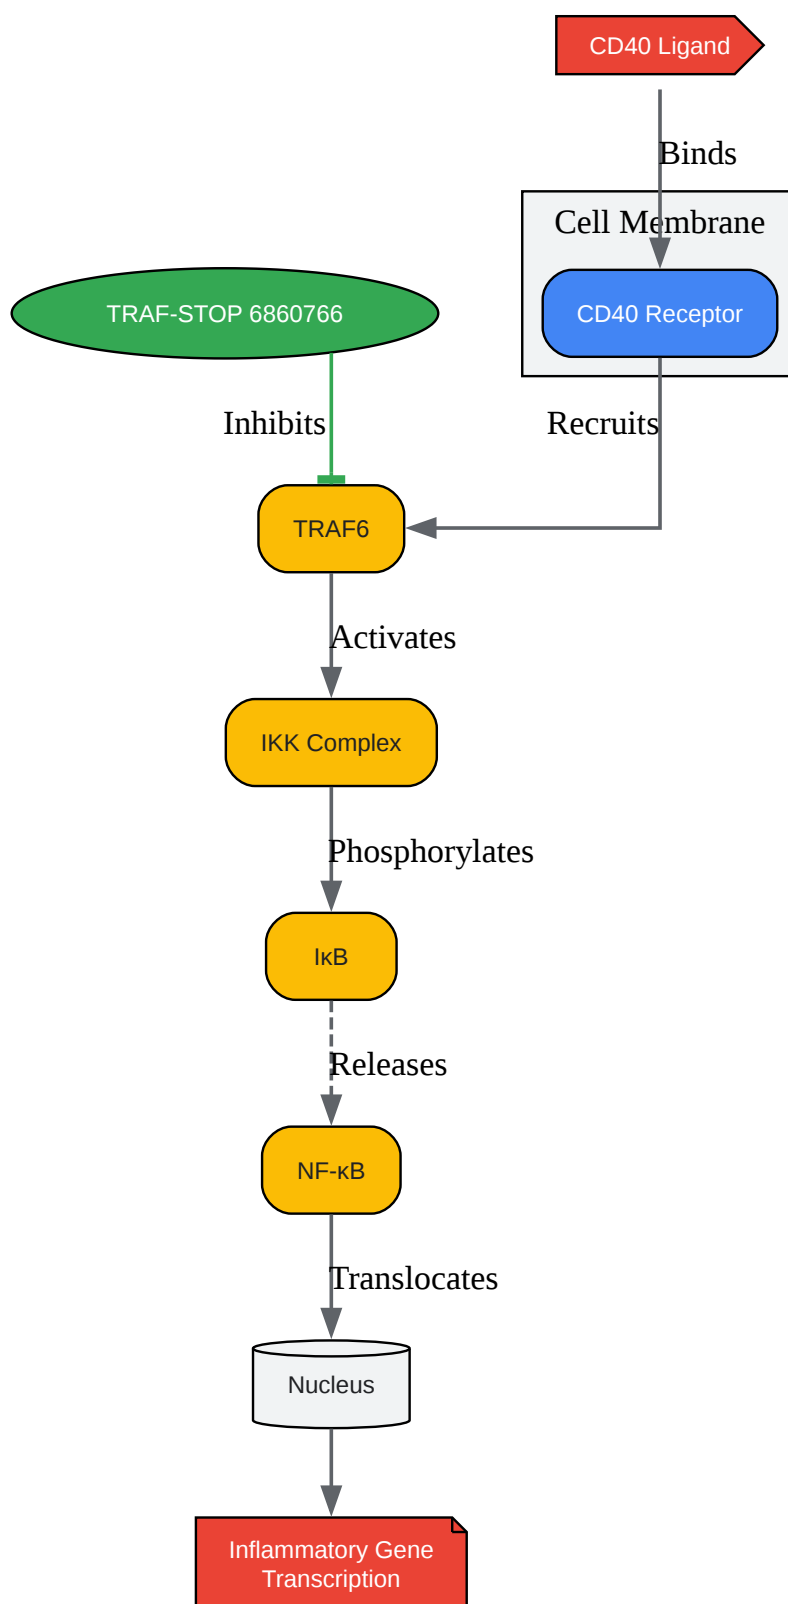 CD40 Ligand
Binds
Cell Membrane
TRAF-STOP 6860766
CD40 Receptor
Inhibits
Recruits
TRAF6
Activates
IKK Complex
Phosphorylates
IκB
Releases
NF-κB
Translocates
Nucleus
Inflammatory Gene
Transcription